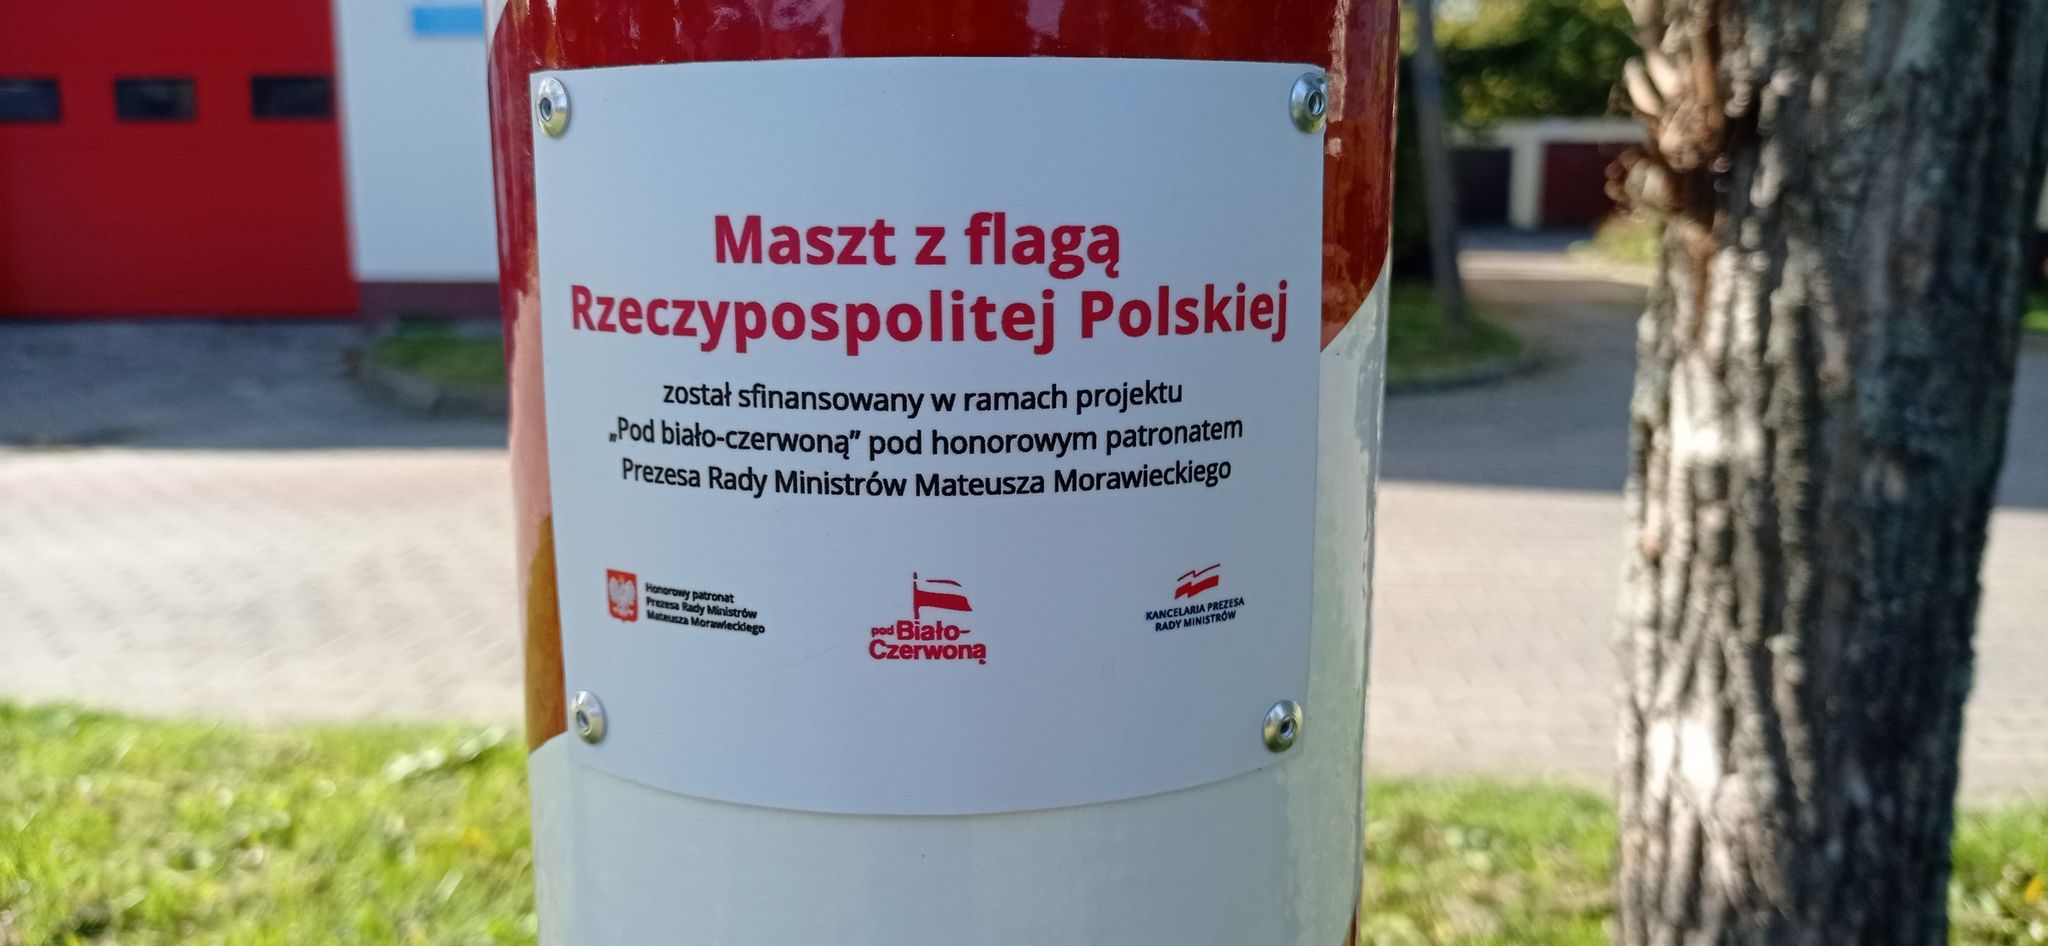 Maszt z flagą
Rzeczypospolitej Polskiej
został sfinansowany w ramach projektu
„Pod biało-czerwoną” pod honorowym patronatem
Prezesa Rady Ministrów Mateusza Morawieckiego
Honorowy patronat
Prezesa Rady Ministrów
Mateusza Morawieckiego
pod Biało-
Czerwoną
KANCELARIA PREZESA
RADY MINISTRÓW